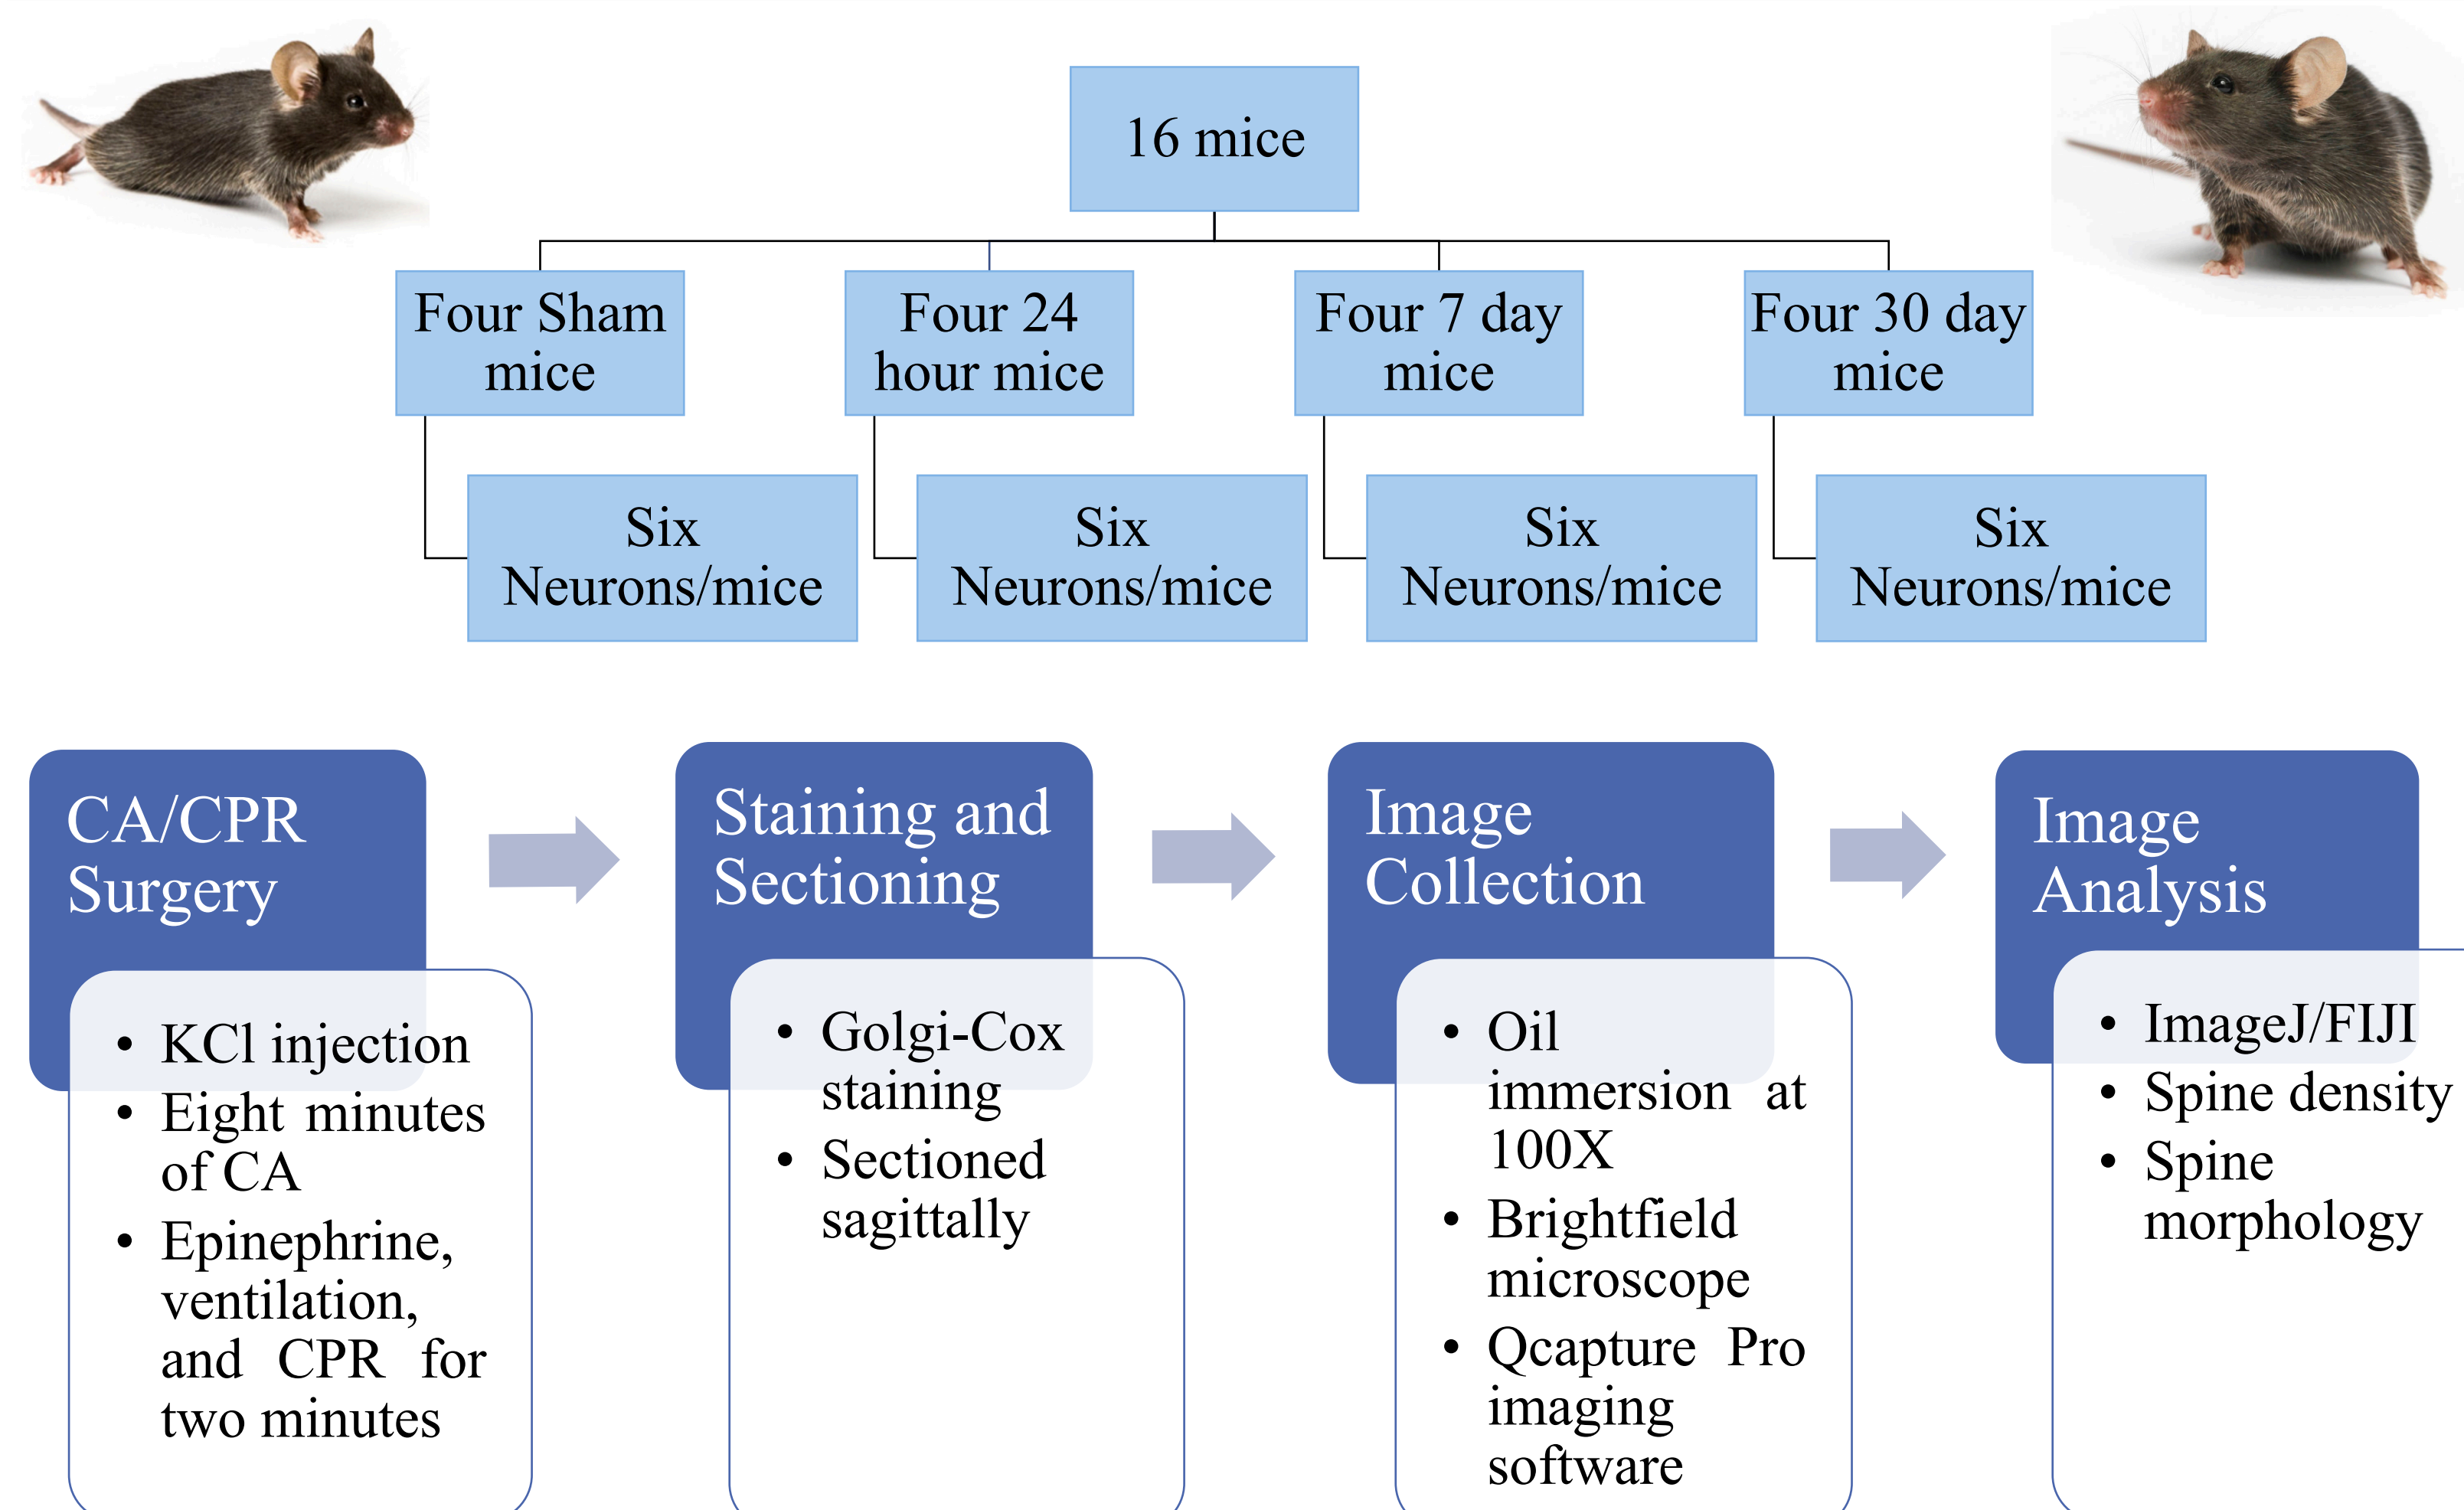 16 mice
Four Sham
mice
Four 24
hour mice
Four 7 day
mice
Four 30 day
mice
Six
Neurons/mice
Six
Neurons/mice
Six
Neurons/mice
Six
Neurons/mice
CA/CPR
Surgery
• KCl injection
• Eight minutes
of CA
• Epinephrine,
ventilation,
and CPR for
two minutes
Staining and
Sectioning
• Golgi-Cox
staining
• Sectioned
sagittally
Image
Collection
• Oil
immersion at
100X
• Brightfield
microscope
• Qcapture Pro
imaging
software
Image
Analysis
• ImageJ/FIJI
• Spine density
• Spine
morphology